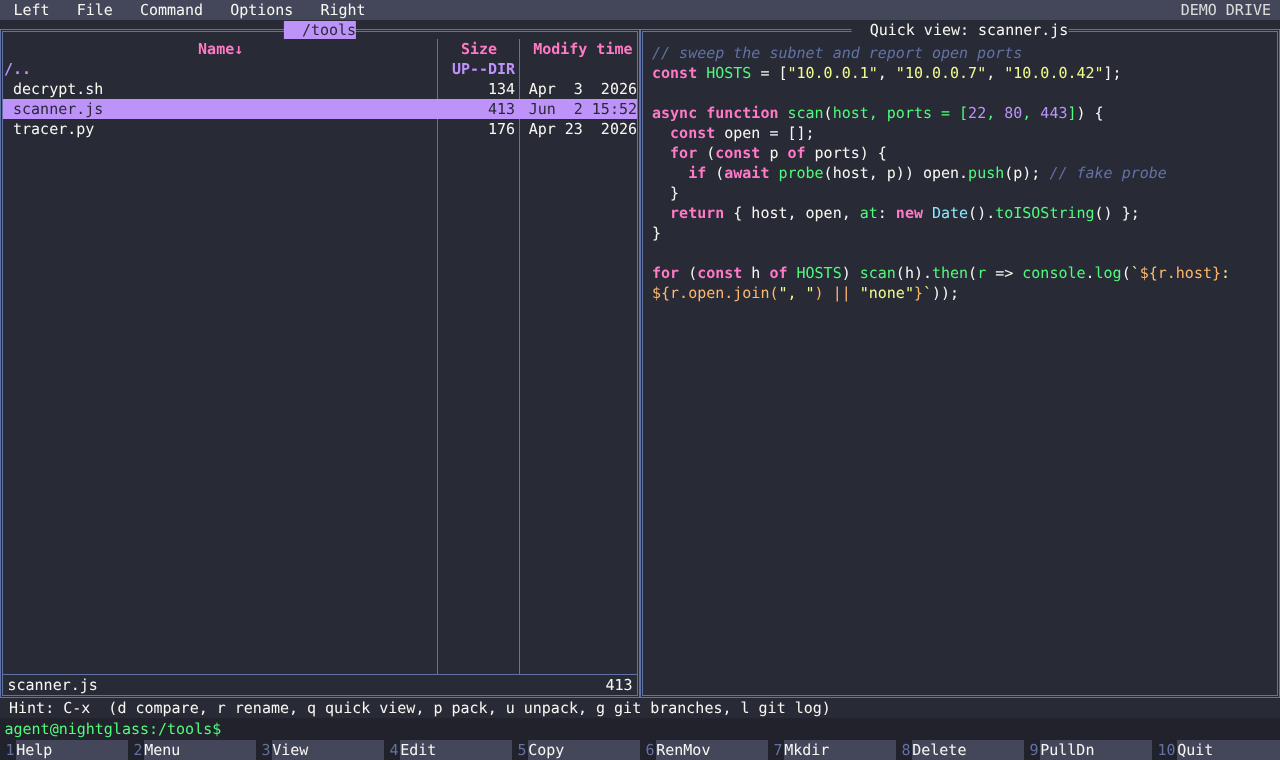 Left File Command Options Right DEMO DRIVE
/tools
Name↓ Size Modify time
/.. UP--DIR
decrypt.sh 134 Apr  3  2026
scanner.js 413 Jun  2 15:52
tracer.py 176 Apr 23  2026
scanner.js 413
Quick view: scanner.js
// sweep the subnet and report open ports
const HOSTS = ["10.0.0.1", "10.0.0.7", "10.0.0.42"];
async function scan(host, ports = [22, 80, 443]) {
  const open = [];
  for (const p of ports) {
    if (await probe(host, p)) open.push(p); // fake probe
  }
  return { host, open, at: new Date().toISOString() };
}
for (const h of HOSTS) scan(h).then(r => console.log(`${r.host}:
${r.open.join(", ") || "none"}`));
Hint: C-x  (d compare, r rename, q quick view, p pack, u unpack, g git branches, l git log)
agent@nightglass:/tools$
1Help 2Menu 3View 4Edit 5Copy 6RenMov 7Mkdir 8Delete 9PullDn 10Quit